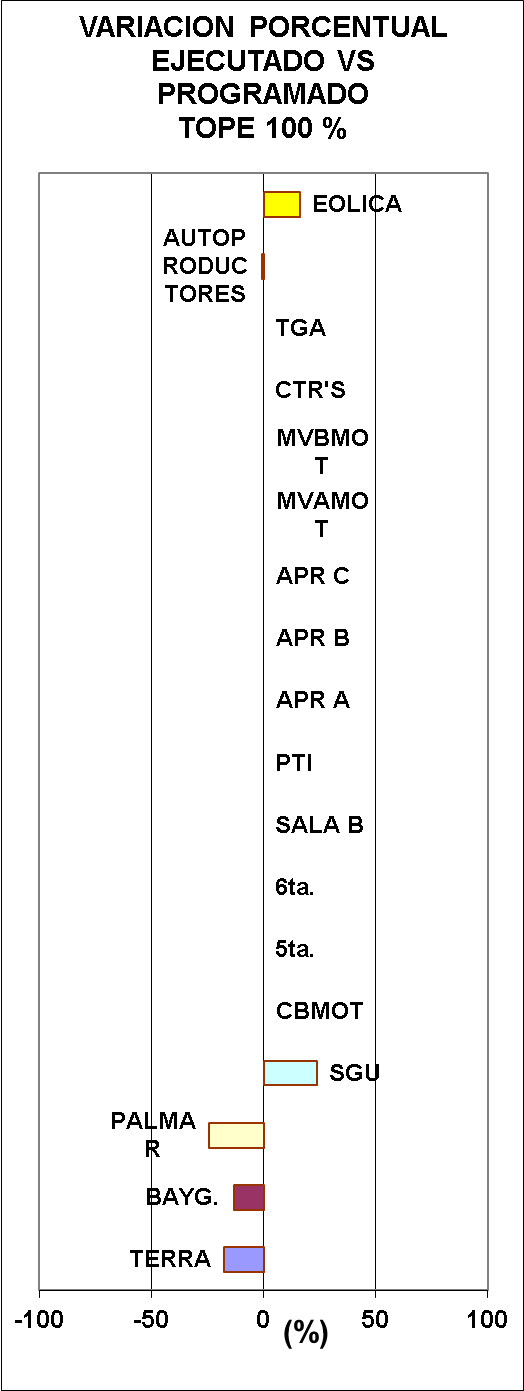 VARIACION PORCENTUAL
EJECUTADO VS
PROGRAMADO
TOPE 100 %
EOLICA
AUTOP
RODUC
TORES
TGA
CTR'S
MVBMO
T
MVAMO
T
APR C
APR B
APR A
PTI
SALA B
6ta.
5ta.
CBMOT
SGU
PALMA
R
BAYG.
TERRA
-100 -50 0 50 100
(%)